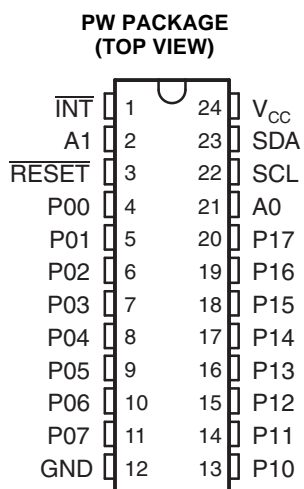 PW PACKAGE
(TOP VIEW)
INT 1 24 VCC
A1 2 23 SDA
RESET 3 22 SCL
P00 4 21 A0
P01 5 20 P17
P02 6 19 P16
P03 7 18 P15
P04 8 17 P14
P05 9 16 P13
P06 10 15 P12
P07 11 14 P11
GND 12 13 P10